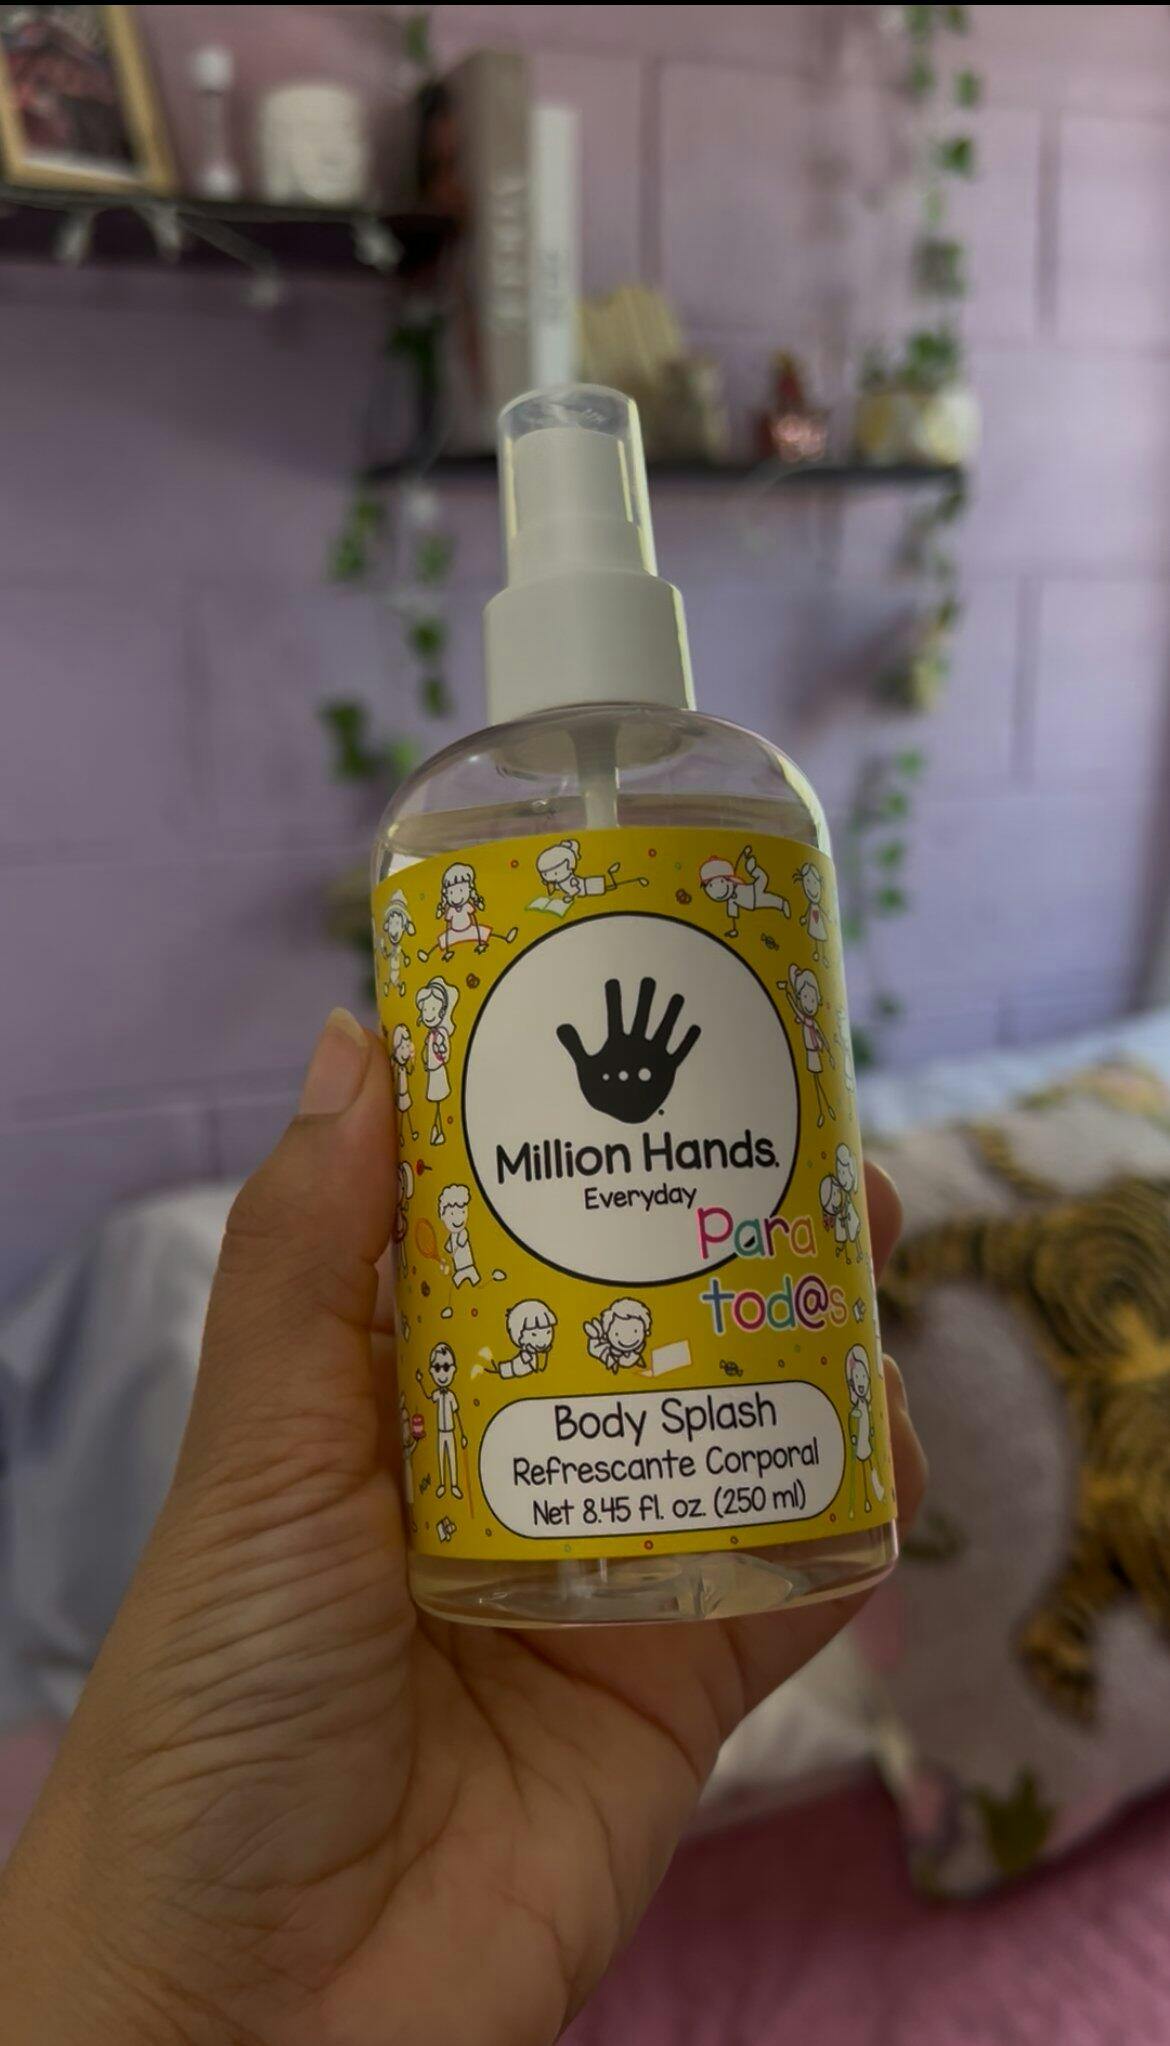 Million Hands.
Everyday
Para
tod@s
Body Splash
Refrescante Corporal
Net 8.45 fl. oz. (250 ml)